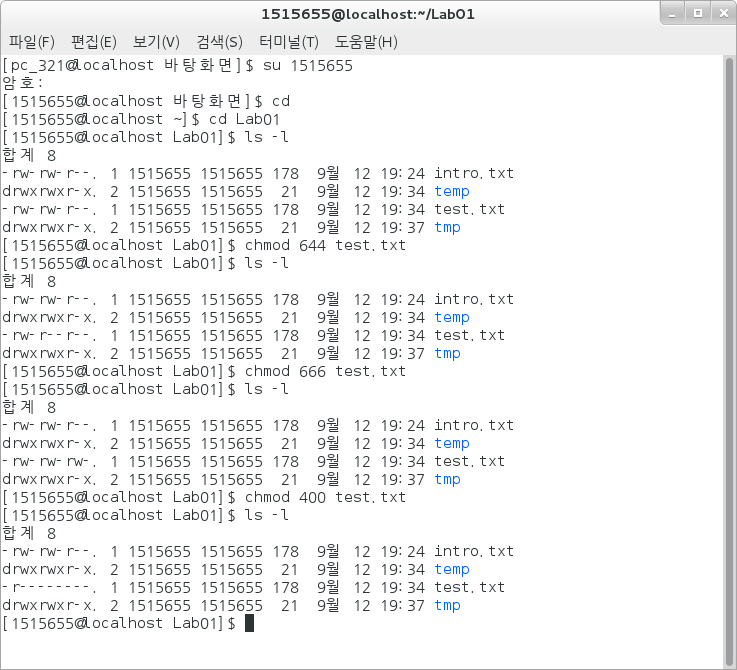 1515655@localhost:~/Lab01
파일(F) 편집(E) 보기(V) 검색(S) 터미널(T) 도움말(H)
[pc_321@localhost 바탕화면]$ su 1515655
암호:
[1515655@localhost 바탕화면]$ cd
[1515655@localhost ~]$ cd Lab01
[1515655@localhost Lab01]$ ls -l
합계 8
-rw-rw-r--. 1 1515655 1515655 178  9월  12 19:24 intro.txt
drwxrwxr-x. 2 1515655 1515655  21  9월  12 19:34 temp
-rw-rw-r--. 1 1515655 1515655 178  9월  12 19:34 test.txt
drwxrwxr-x. 2 1515655 1515655  21  9월  12 19:37 tmp
[1515655@localhost Lab01]$ chmod 644 test.txt
[1515655@localhost Lab01]$ ls -l
합계 8
-rw-rw-r--. 1 1515655 1515655 178  9월  12 19:24 intro.txt
drwxrwxr-x. 2 1515655 1515655  21  9월  12 19:34 temp
-rw-r--r--. 1 1515655 1515655 178  9월  12 19:34 test.txt
drwxrwxr-x. 2 1515655 1515655  21  9월  12 19:37 tmp
[1515655@localhost Lab01]$ chmod 666 test.txt
[1515655@localhost Lab01]$ ls -l
합계 8
-rw-rw-r--. 1 1515655 1515655 178  9월  12 19:24 intro.txt
drwxrwxr-x. 2 1515655 1515655  21  9월  12 19:34 temp
-rw-rw-rw-. 1 1515655 1515655 178  9월  12 19:34 test.txt
drwxrwxr-x. 2 1515655 1515655  21  9월  12 19:37 tmp
[1515655@localhost Lab01]$ chmod 400 test.txt
[1515655@localhost Lab01]$ ls -l
합계 8
-rw-rw-r--. 1 1515655 1515655 178  9월  12 19:24 intro.txt
drwxrwxr-x. 2 1515655 1515655  21  9월  12 19:34 temp
-r--------. 1 1515655 1515655 178  9월  12 19:34 test.txt
drwxrwxr-x. 2 1515655 1515655  21  9월  12 19:37 tmp
[1515655@localhost Lab01]$